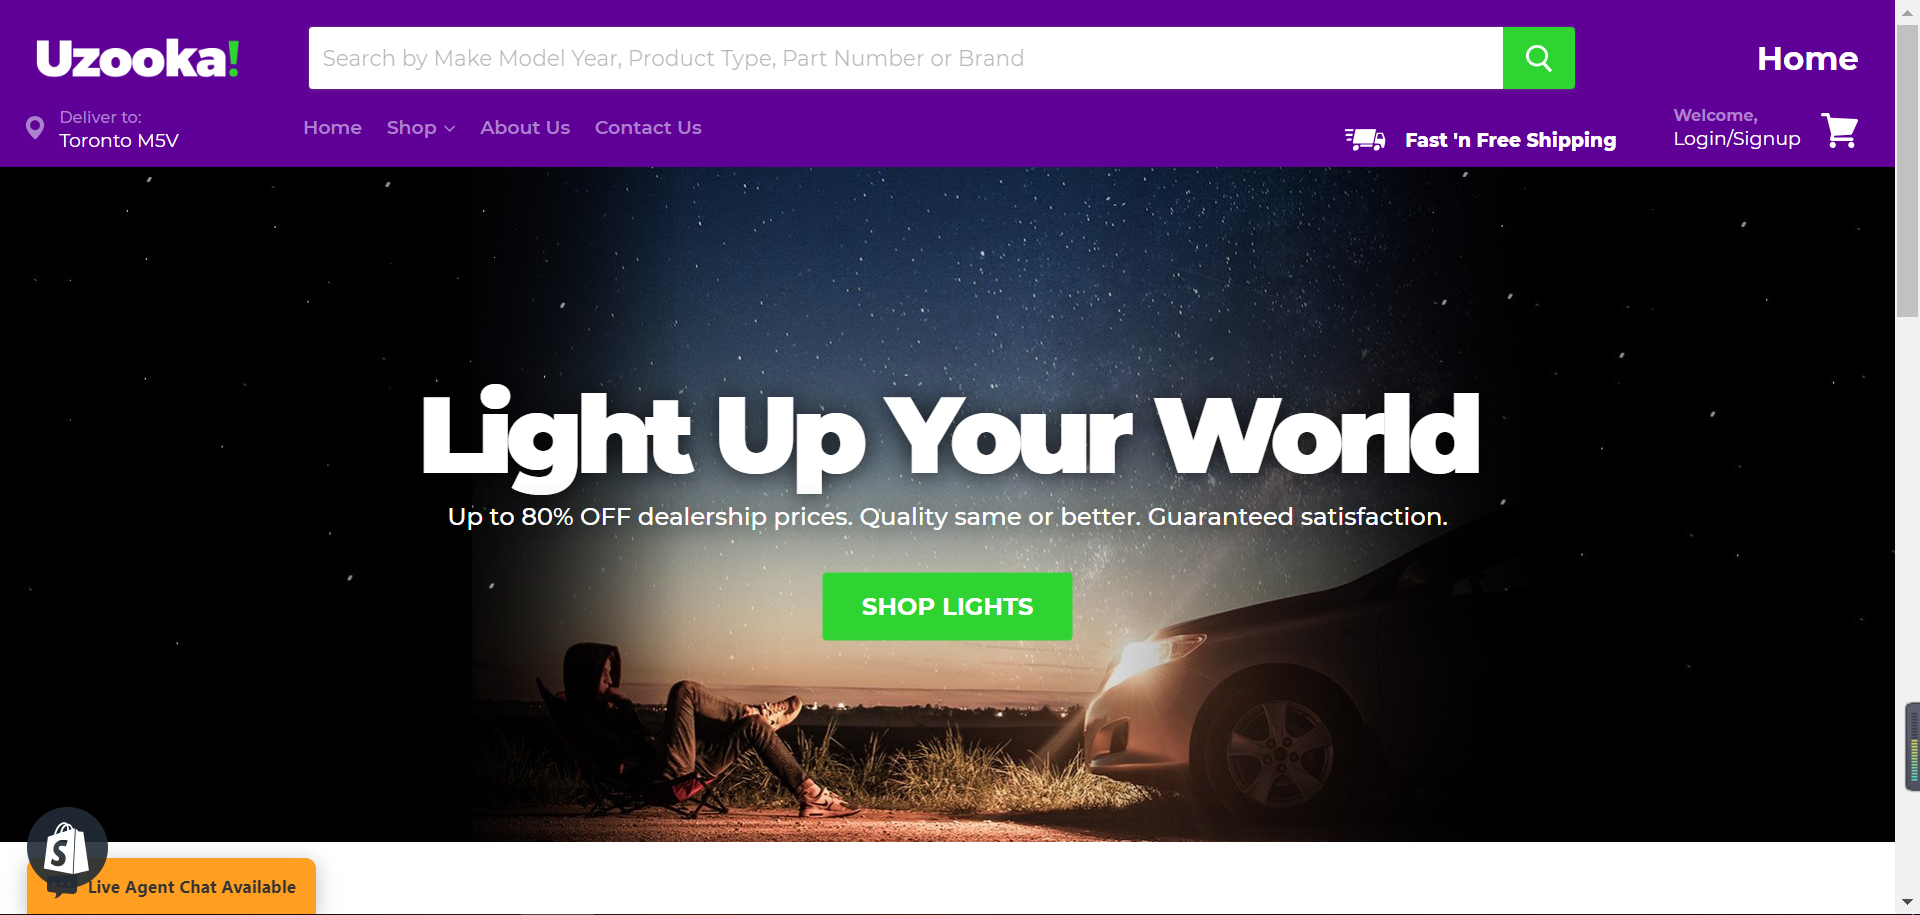 Uzooka!
Search by Make Model Year, Product Type, Part Number or Brand
Home
Deliver to:
Toronto M5V
Home
Shop
About Us
Contact Us
Fast 'n Free Shipping
Welcome,
Login/Signup
Light Up Your World
Up to 80% OFF dealership prices. Quality same or better. Guaranteed satisfaction.
SHOP LIGHTS
S
Live Agent Chat Available